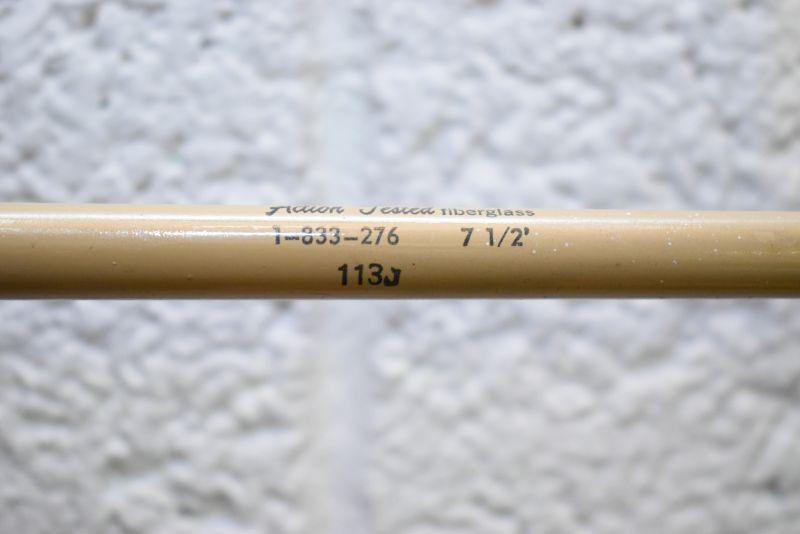 Action Tested fiberglass
1-833-276 7 1/2'
113J